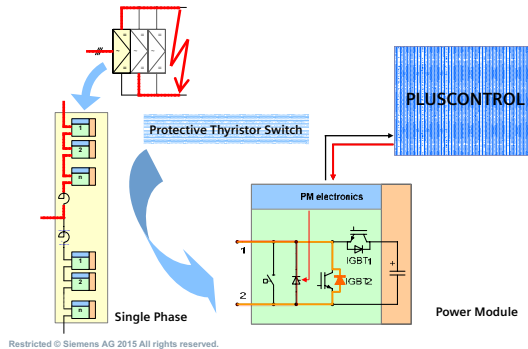 PLUSCONTROL
Protective Thyristor Switch
1
2
n
PM electronics
1
IGBT1
+
IGBT2
2
1
2
n
Single Phase
Power Module
Restricted © Siemens AG 2015 All rights reserved.